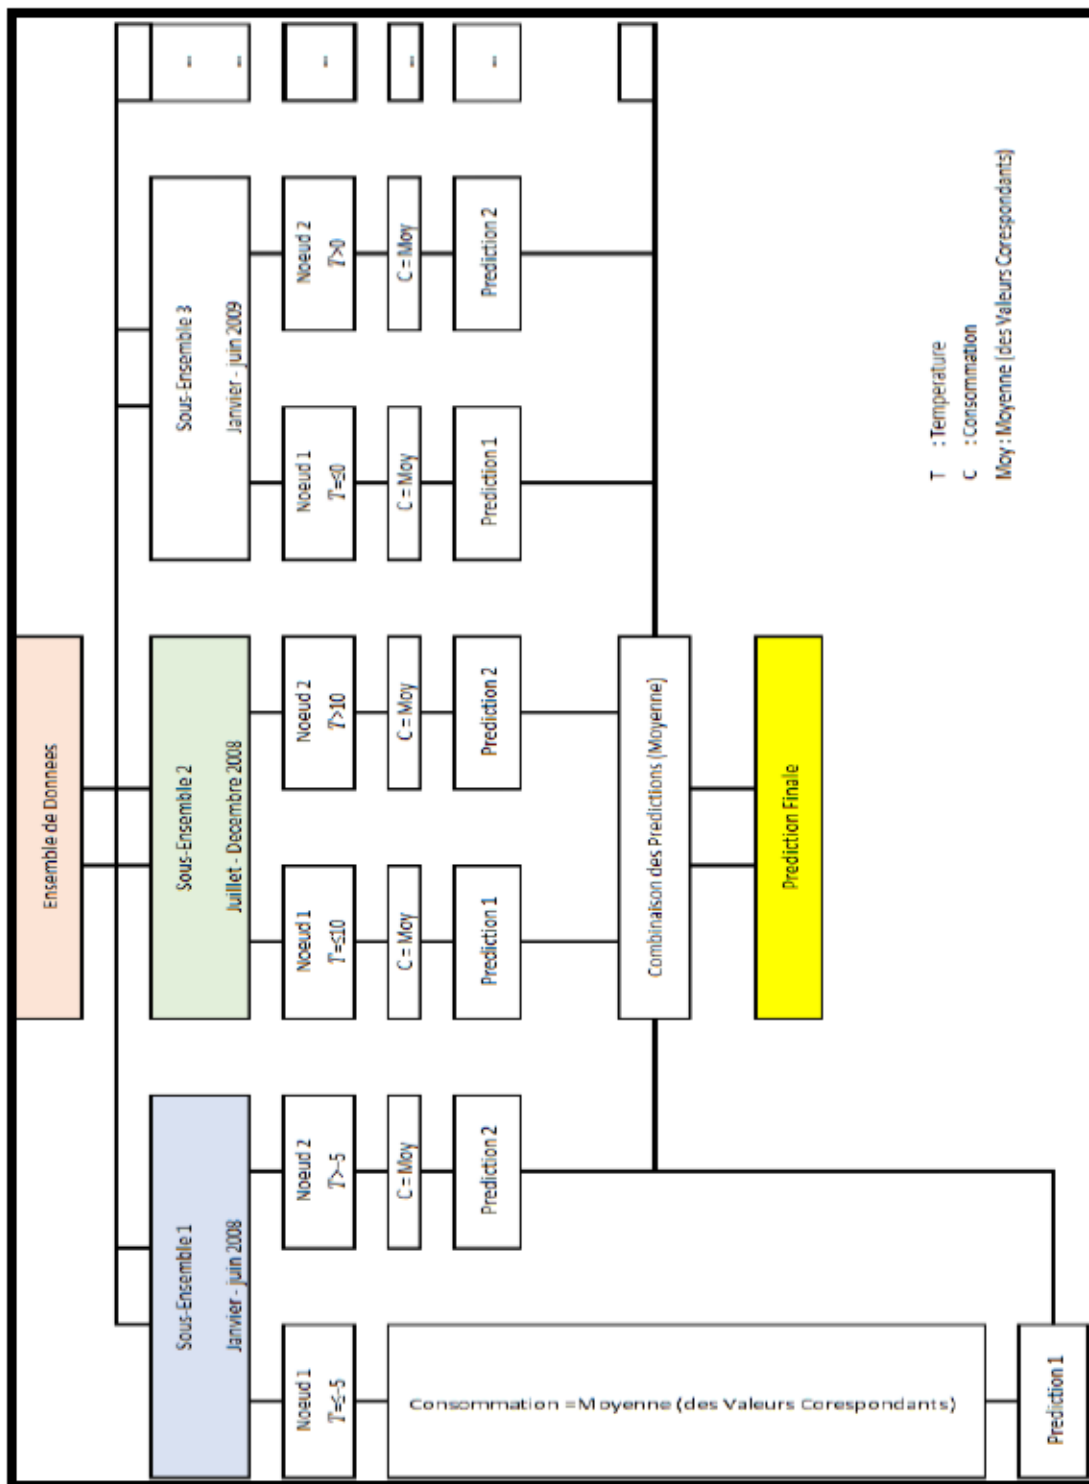 Ensemble de Donnees
Sous-Ensemble 1
Janvier - juin 2008
Sous-Ensemble 2
Juillet - Decembre 2008
Sous-Ensemble 3
Janvier - juin 2009
...
...
Noeud 1
T=≤-5
Noeud 2
T>-5
Noeud 1
T=≤10
Noeud 2
T>10
Noeud 1
T=≤0
Noeud 2
T>0
...
Consommation =Moyenne (des Valeurs Corespondants)
C = Moy
C = Moy
C = Moy
C = Moy
C = Moy
...
Prediction 1
Prediction 2
Prediction 1
Prediction 2
Prediction 1
Prediction 2
...
Combinaison des Predictions (Moyenne)
Prediction Finale
T : Temperature
C : Consommation
Moy : Moyenne (des Valeurs Corespondants)